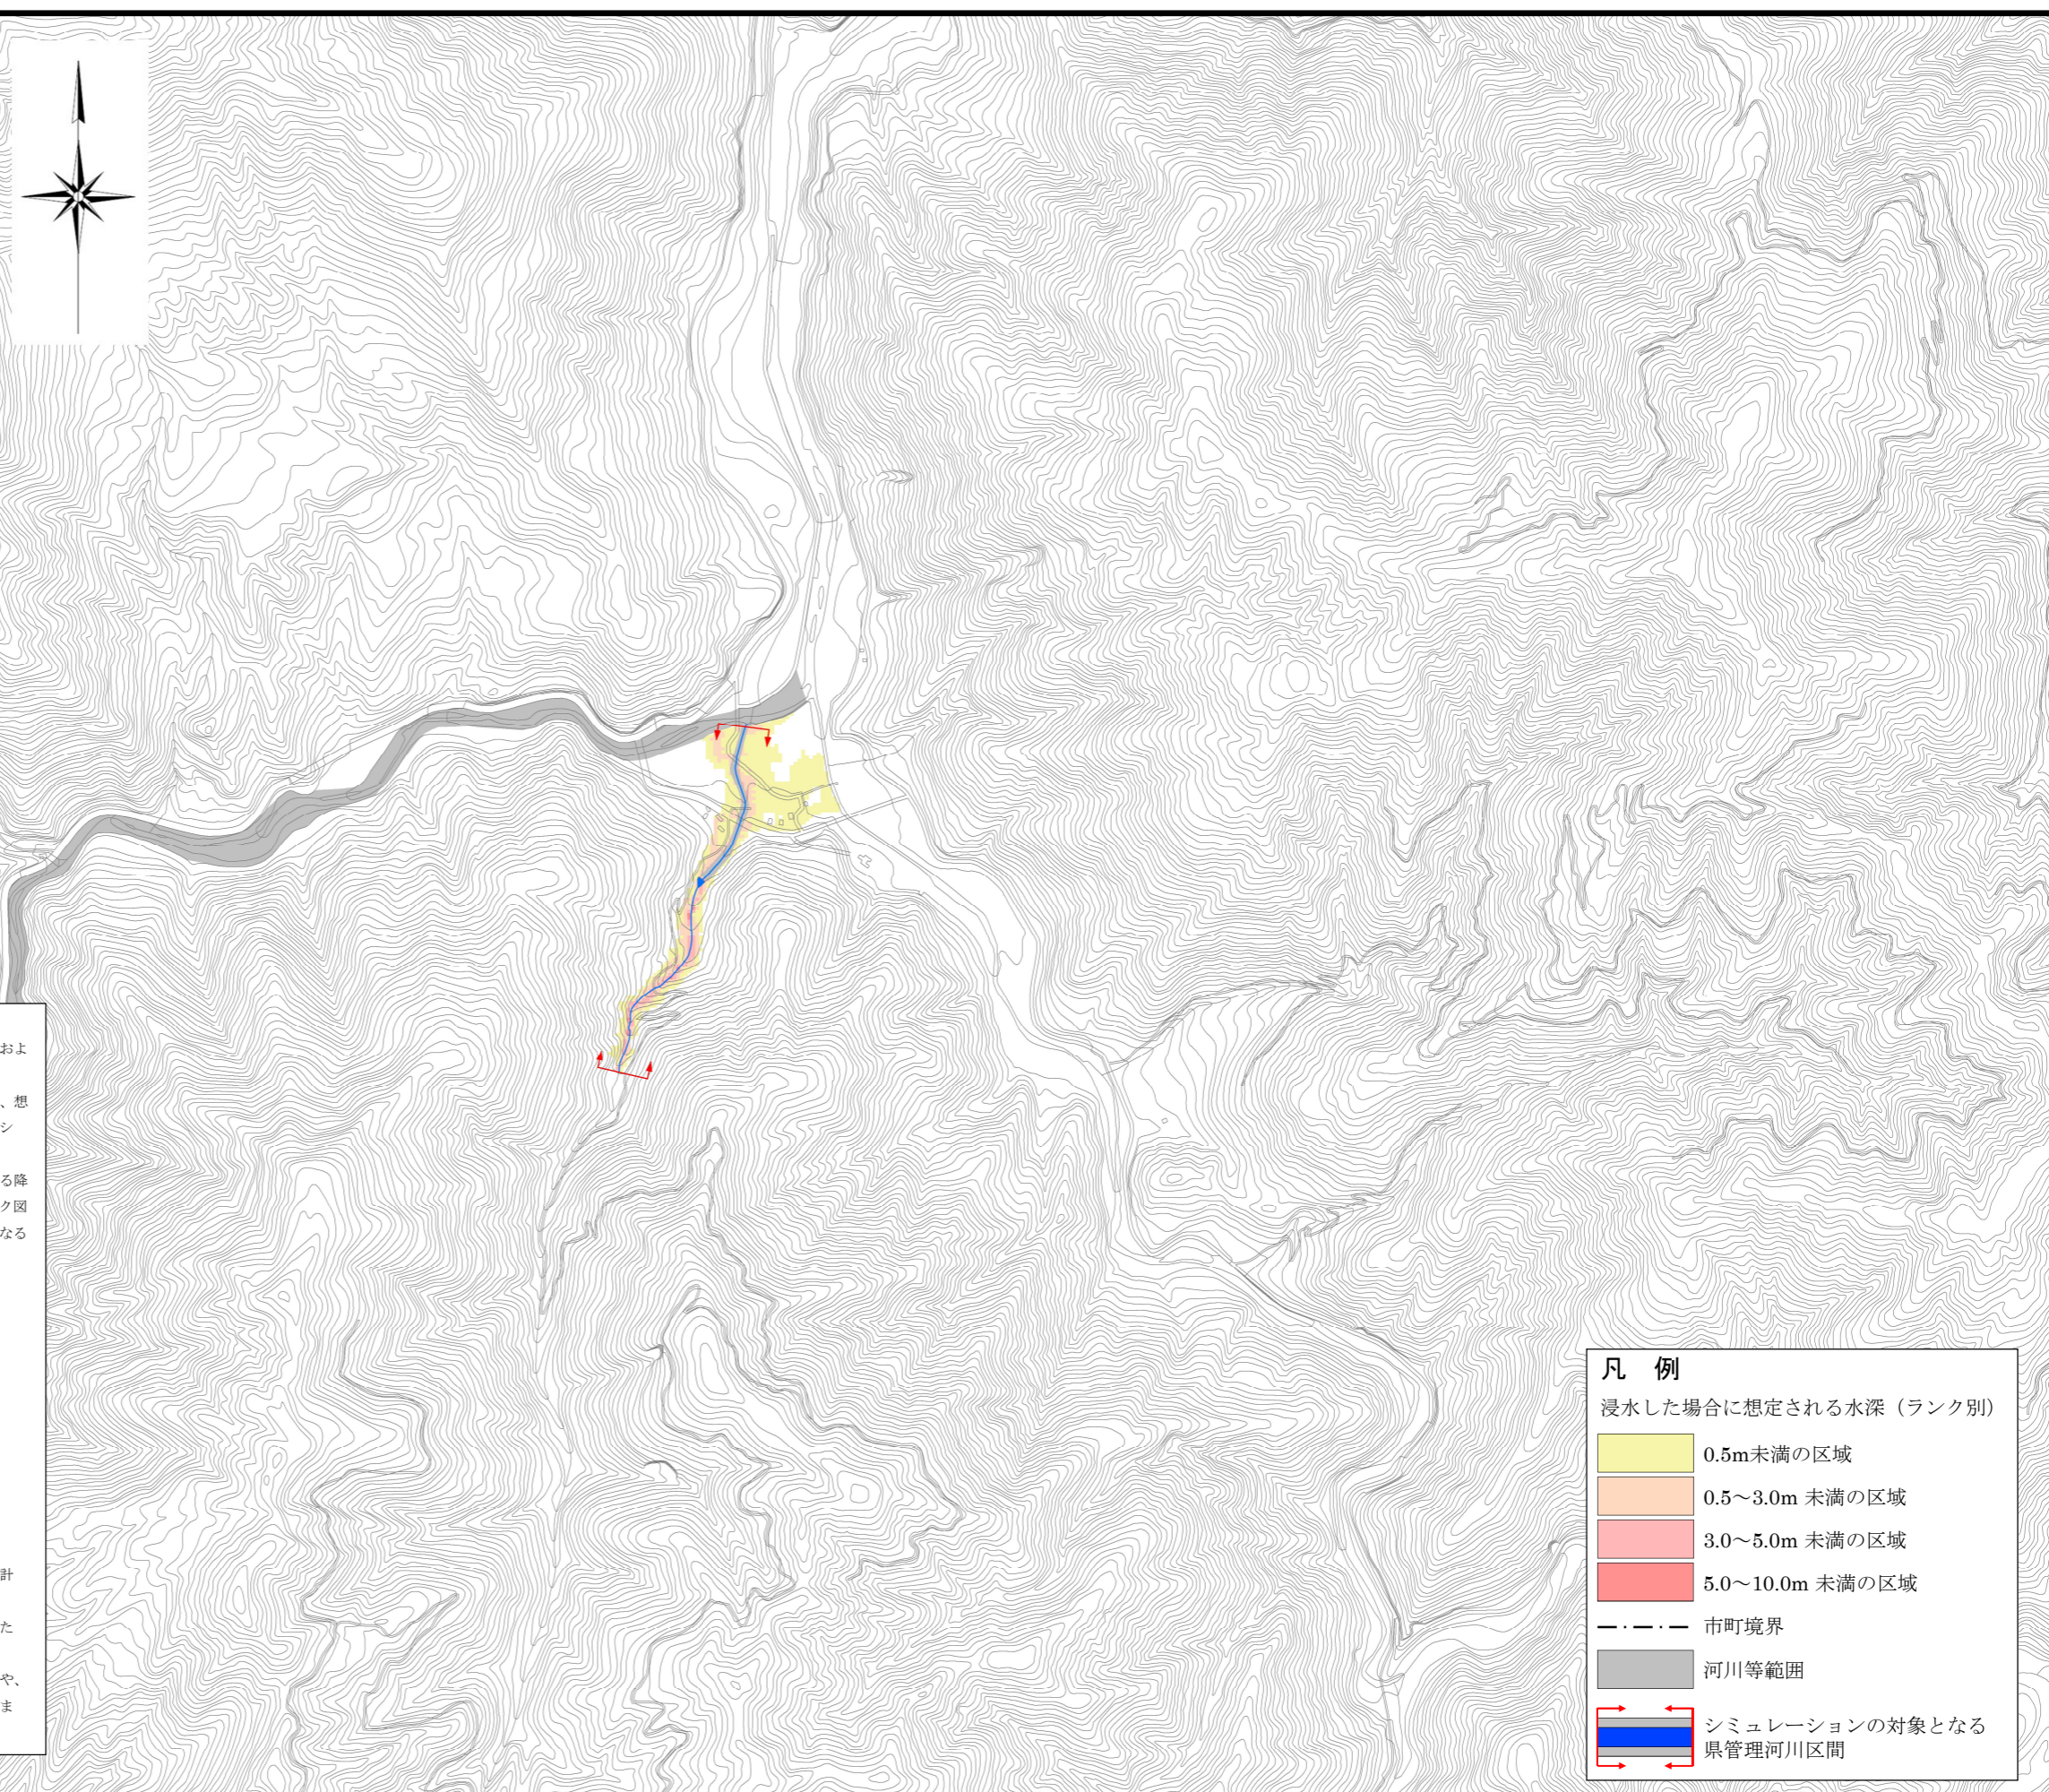 およ
、想
シ
る降
ク図
なる
計
た
や、
ま
凡 例
浸水した場合に想定される水深（ランク別）
0.5m未満の区域
0.5～3.0m 未満の区域
3.0～5.0m 未満の区域
5.0～10.0m 未満の区域
市町境界
河川等範囲
シミュレーションの対象となる
県管理河川区間